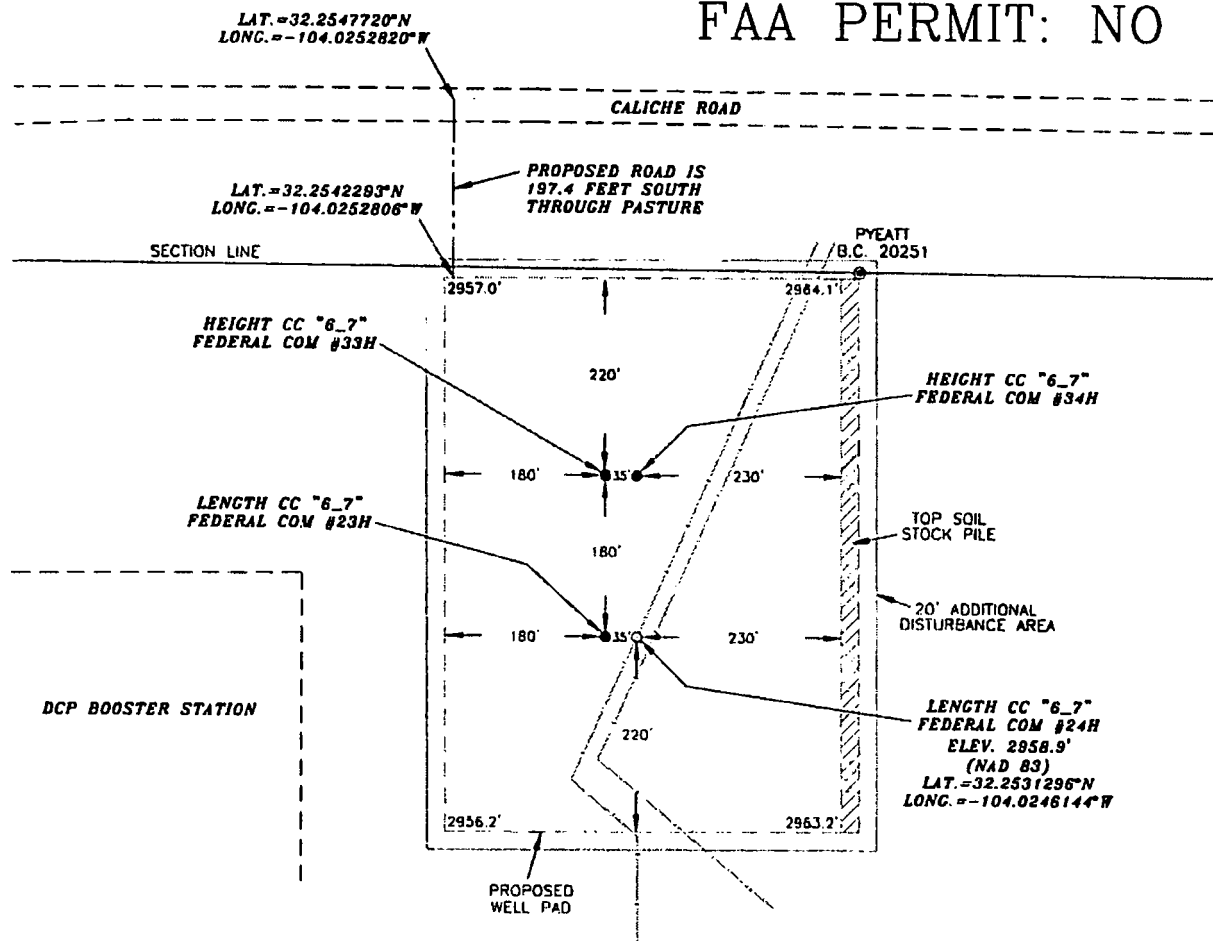 FAA PERMIT: NO
LAT.=32.2547720°N
LONG.=-104.0252820°W
CALICHE ROAD
PROPOSED ROAD IS
197.4 FEET SOUTH
THROUGH PASTURE
LAT.=32.2542293°N
LONG.=-104.0252806°W
SECTION LINE
PYEATT
B.C. 20251
2957.0'
2964.1'
HEIGHT CC "6_7"
FEDERAL COM #33H
220'
HEIGHT CC "6_7"
FEDERAL COM #34H
180'
35'
230'
LENGTH CC "6_7"
FEDERAL COM #23H
180'
TOP SOIL
STOCK PILE
180'
35'
230'
20' ADDITIONAL
DISTURBANCE AREA
DCP BOOSTER STATION
220'
LENGTH CC "6_7"
FEDERAL COM #24H
ELEV. 2958.9'
(NAD 83)
LAT.=32.2531296°N
LONG.=-104.0246144°W
2956.2'
2963.2'
PROPOSED
WELL PAD